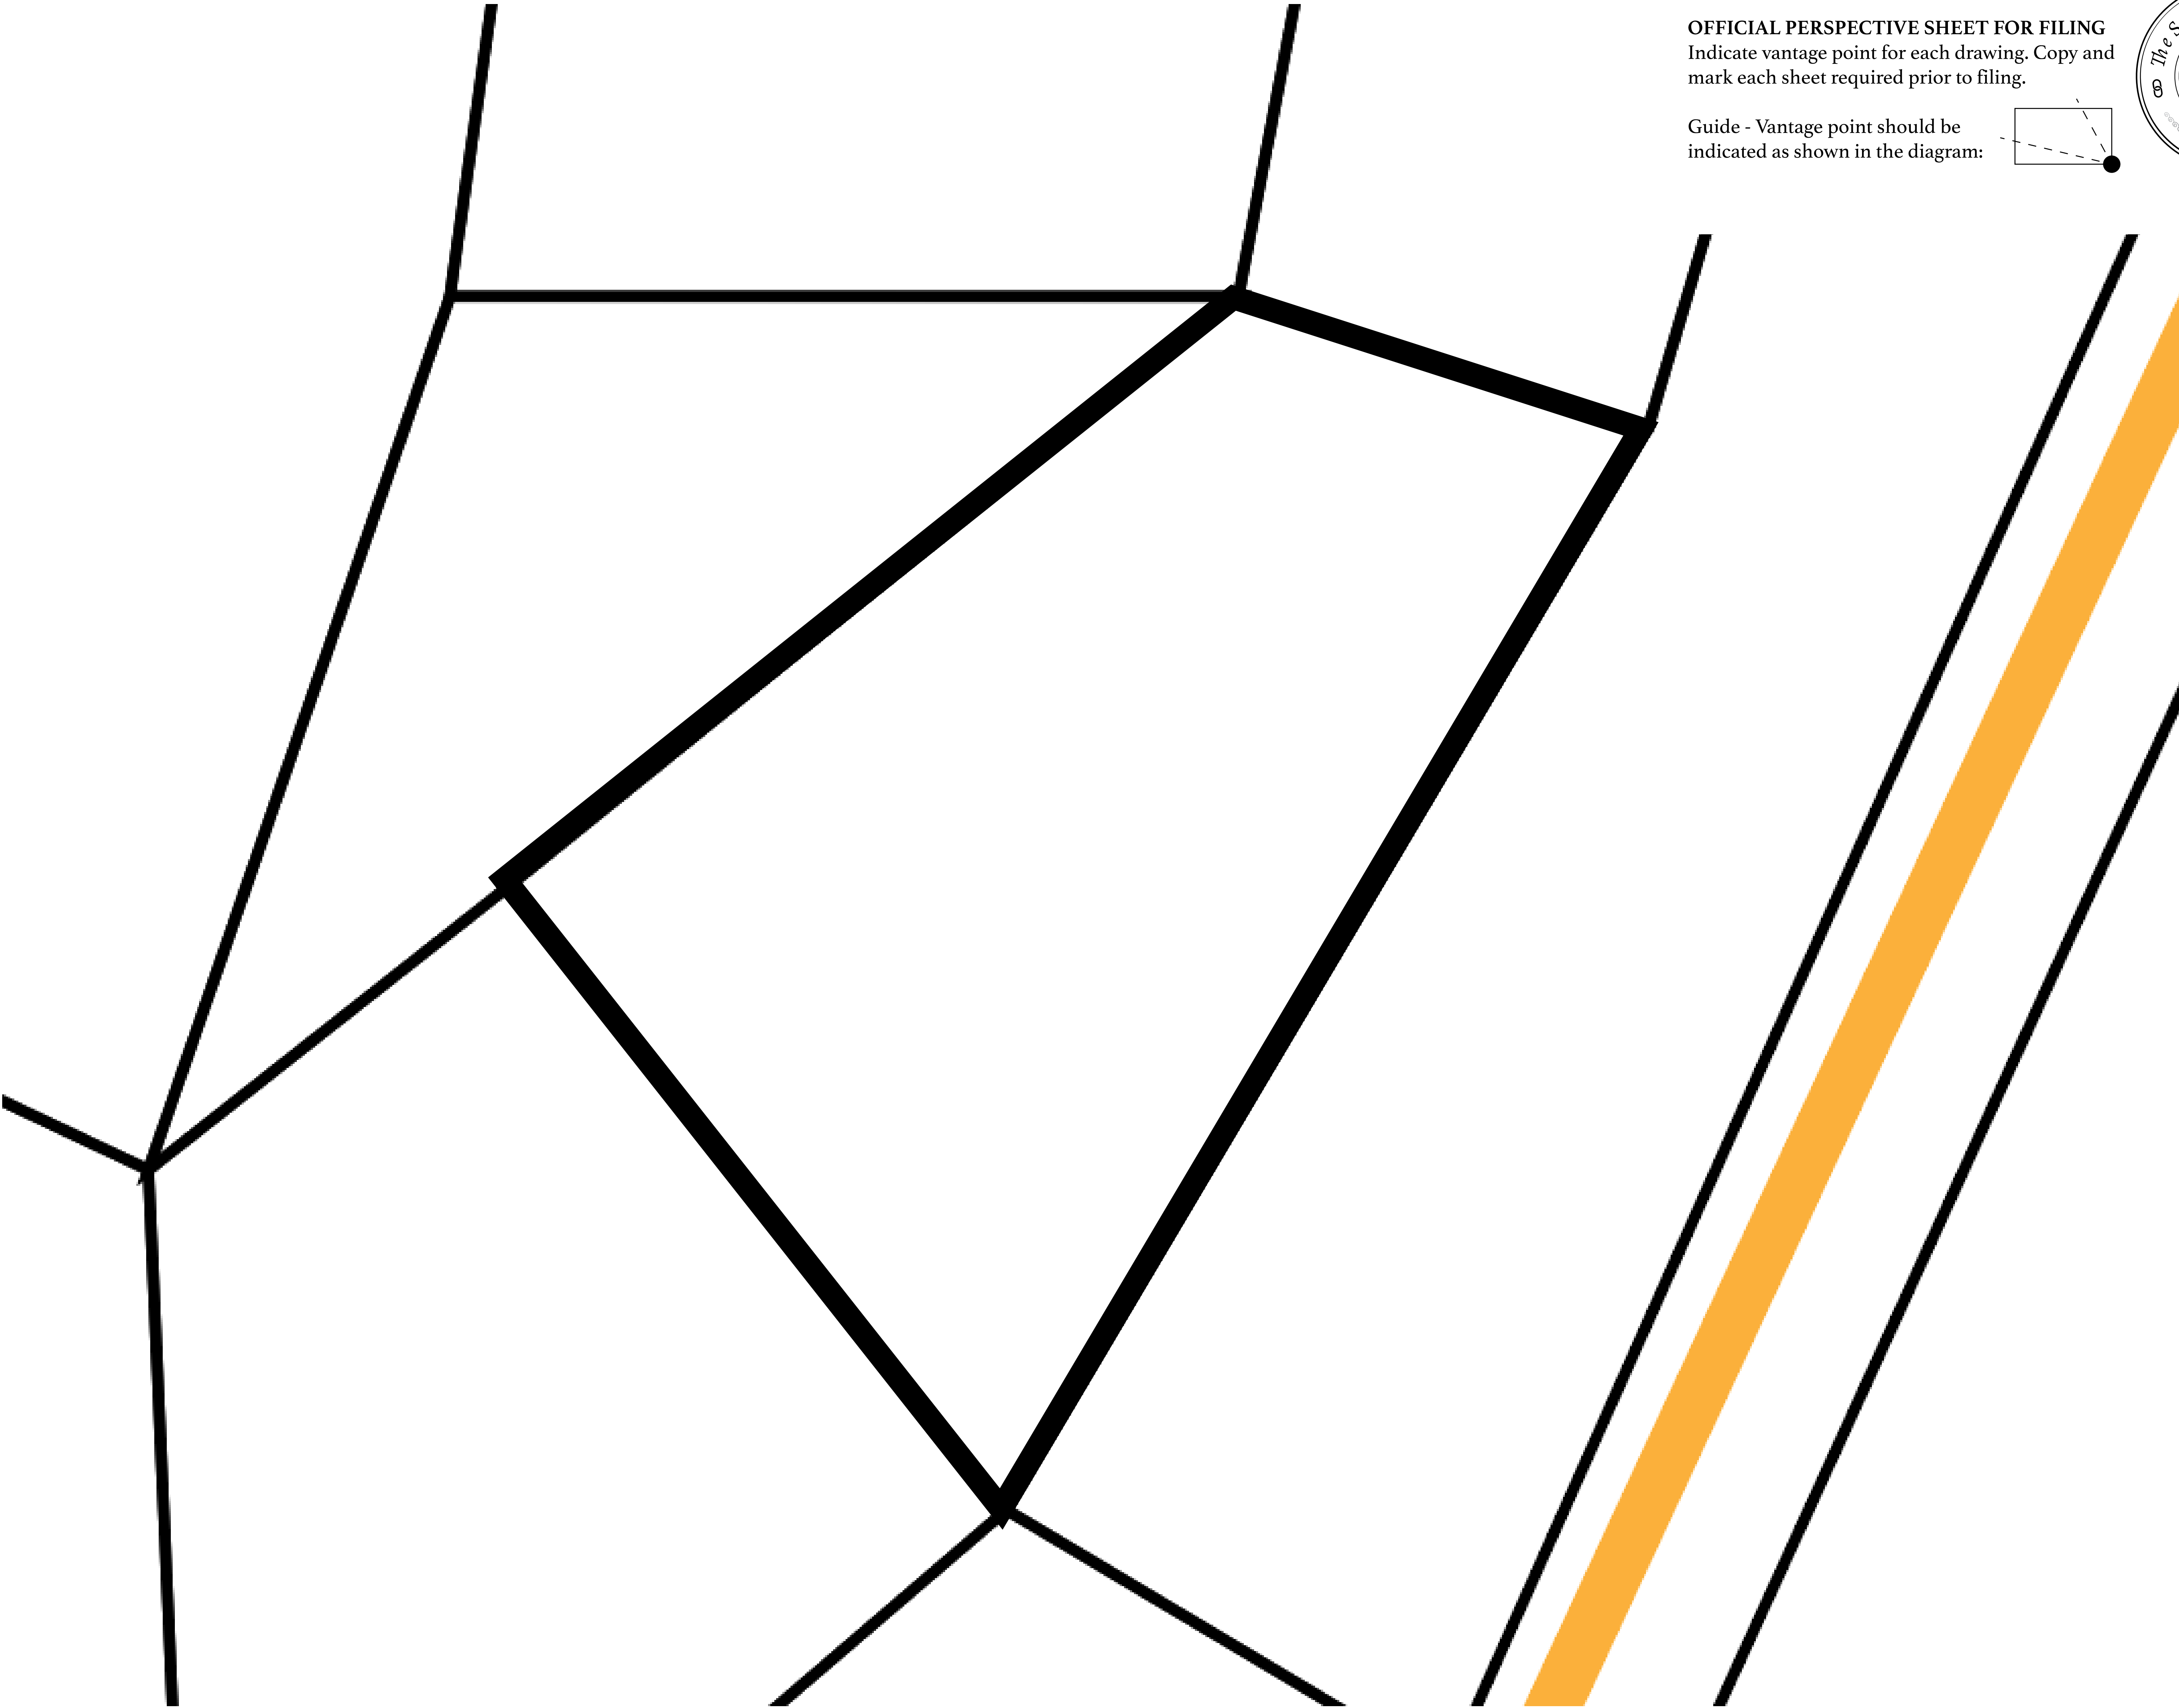 OFFICIAL PERSPECTIVE SHEET FOR FILING
Indicate vantage point for each drawing. Copy and
mark each sheet required prior to filing.
Guide - Vantage point should be
indicated as shown in the diagram:
The